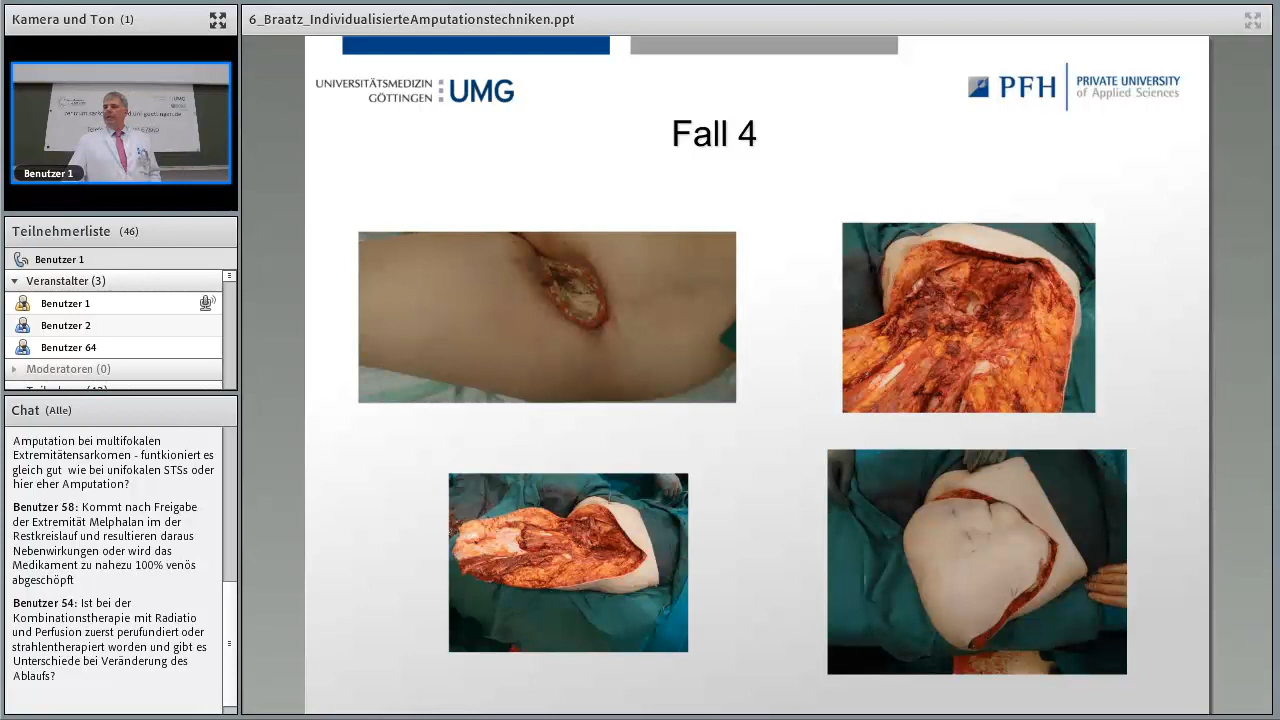 Kamera und Ton (1)
6_Braatz_IndividualisierteAmputationstechniken.ppt
Benutzer 1
Teilnehmerliste (46)
Benutzer 1
Veranstalter (3)
Benutzer 1
Benutzer 2
Benutzer 64
Moderatoren (0)
Chat (Alle)
Amputation bei multifokalen
Extremitätensarkomen - funtkioniert es
gleich gut wie bei unifokalen STSs oder
hier eher Amputation?
Benutzer 58: Kommt nach Freigabe
der Extremität Melphalan im der
Restkreislauf und resultieren daraus
Nebenwirkungen oder wird das
Medikament zu nahezu 100% venös
abgeschöpft
Benutzer 54: Ist bei der
Kombinationstherapie mit Radiatio
und Perfusion zuerst perufundiert oder
strahlentherapiert worden und gibt es
Unterschiede bei Veränderung des
Ablaufs?
UNIVERSITÄTSMEDIZIN
GÖTTINGEN
UMG
PFH
PRIVATE UNIVERSITY
of Applied Sciences
Fall 4